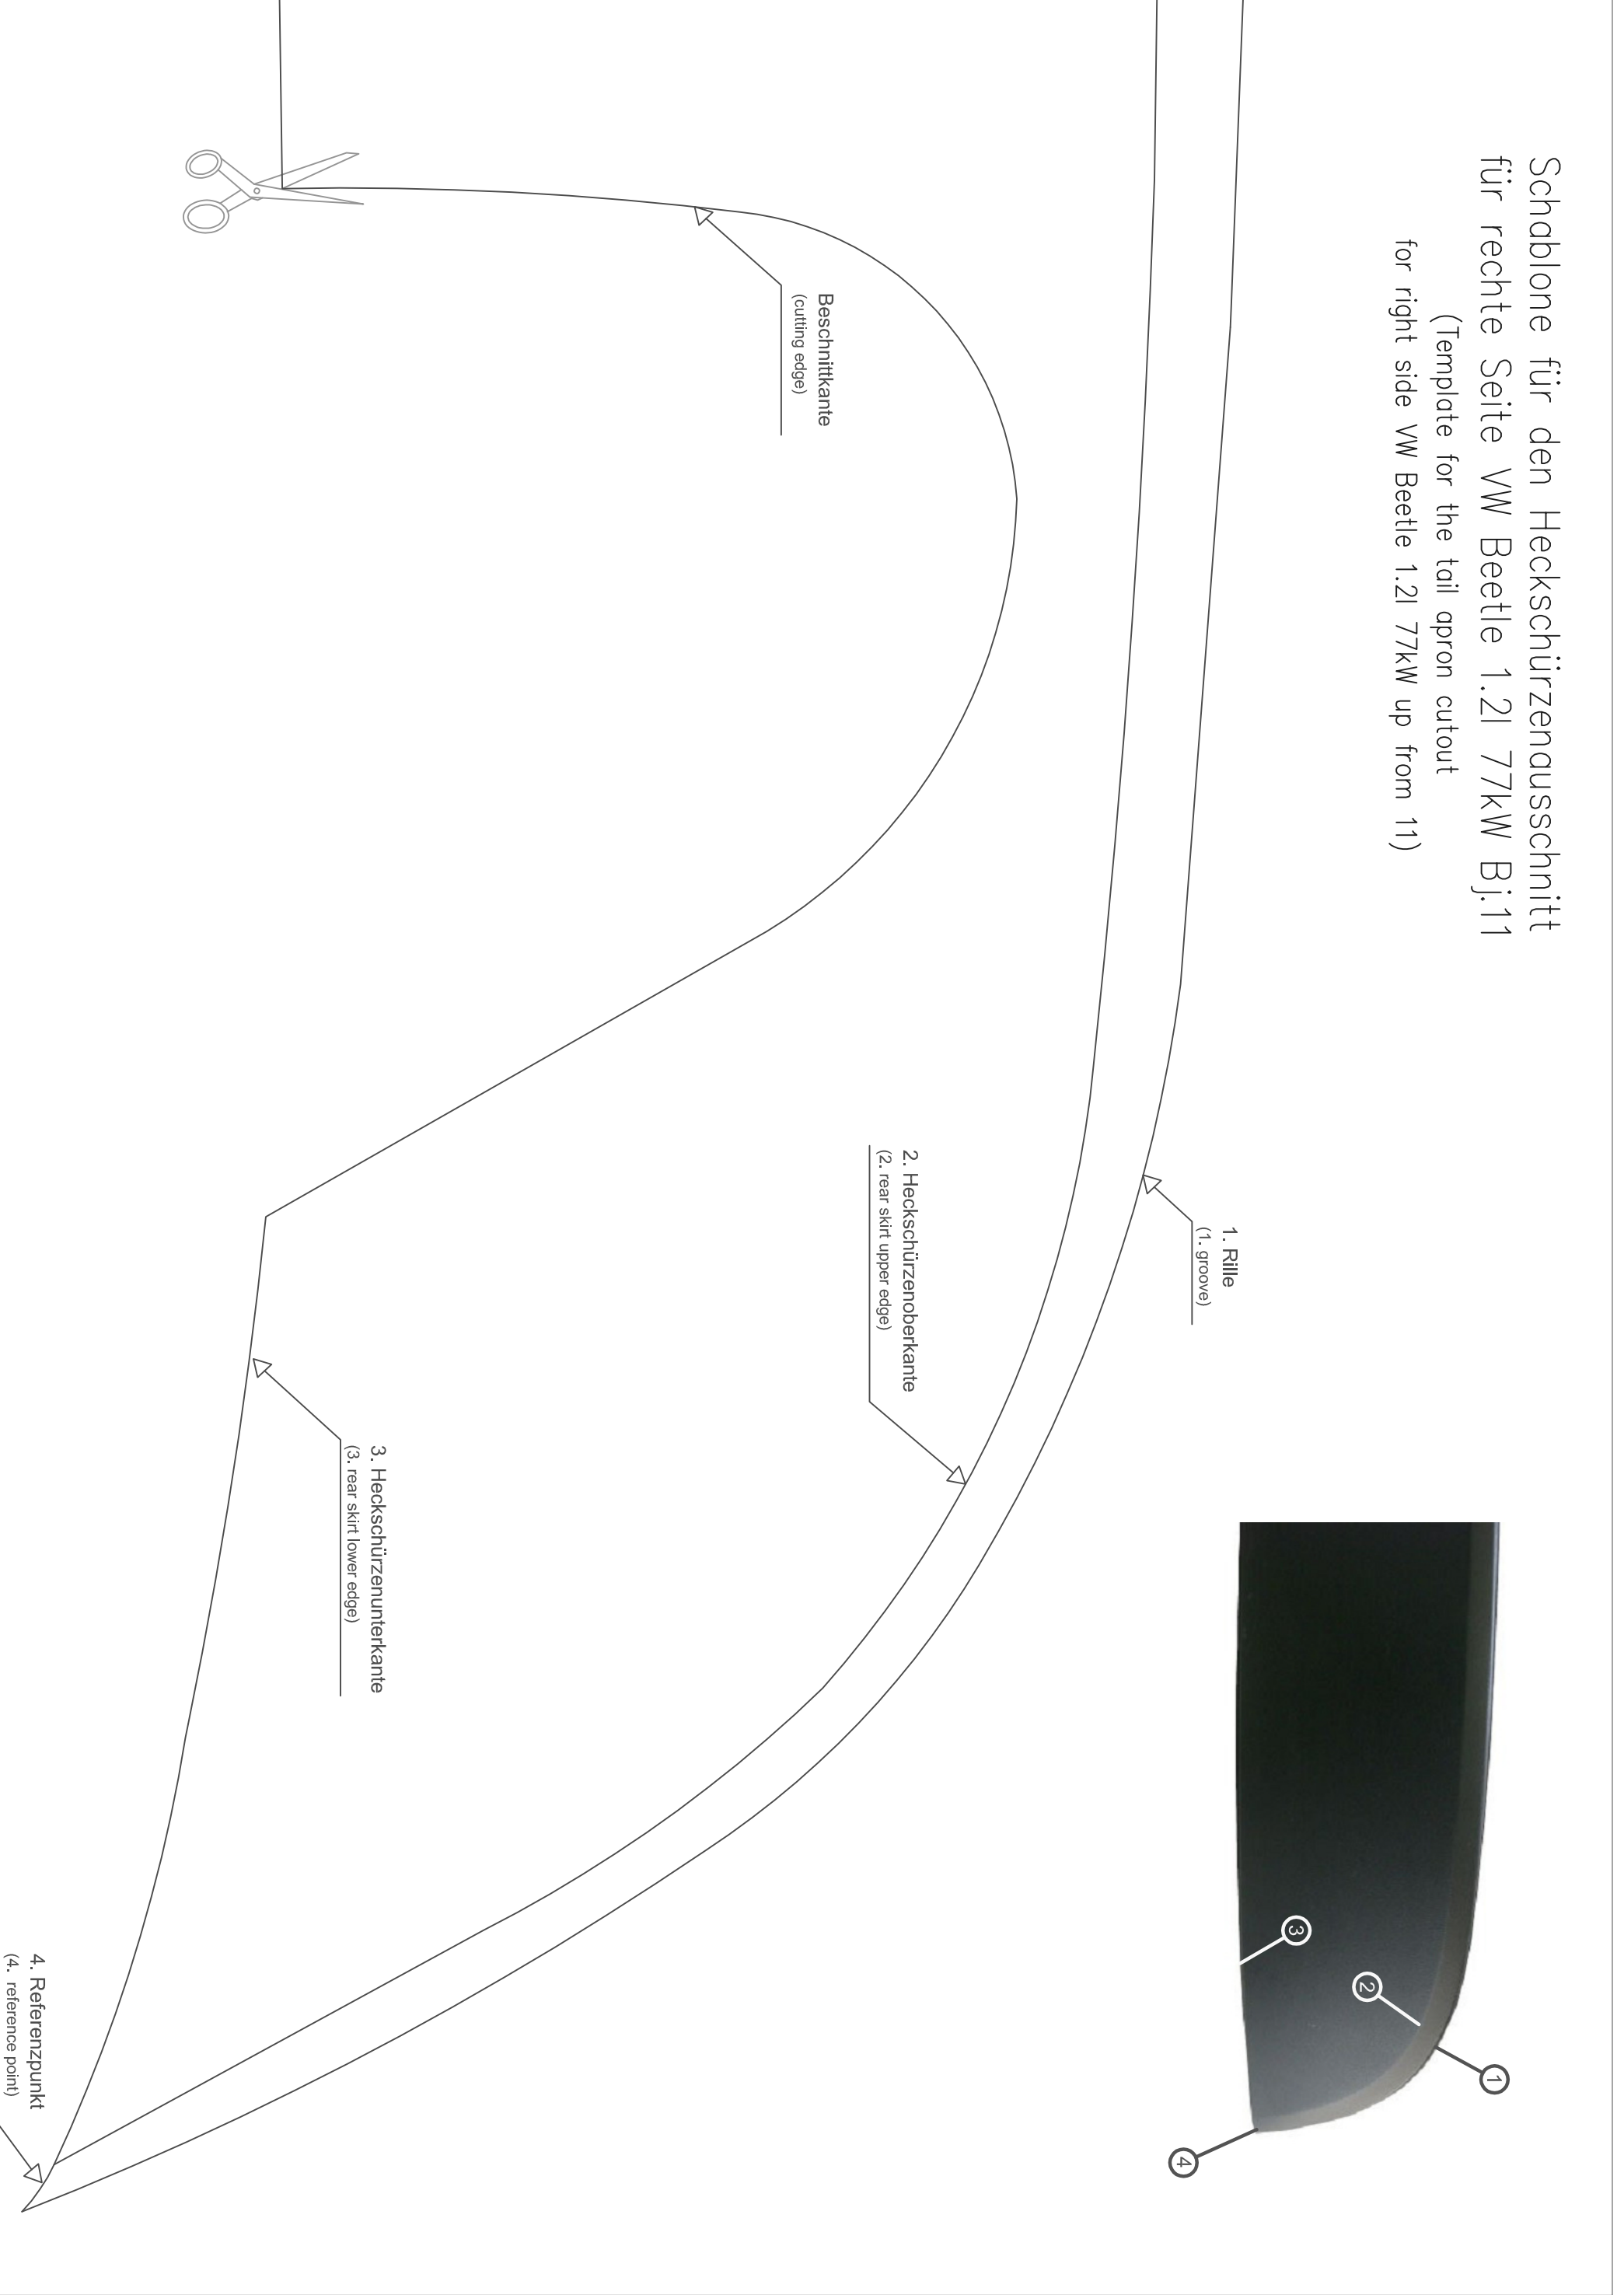 Schablone für den Heckschürzenausschnitt
für rechte Seite VW Beetle 1.2l 77kW Bj.11
(Template for the tail apron cutout
for right side VW Beetle 1.2l 77kW up from 11)
Beschnittkante
(cutting edge)
1. Rille
(1. groove)
2. Heckschürzenoberkante
(2. rear skirt upper edge)
3. Heckschürzenunterkante
(3. rear skirt lower edge)
4. Referenzpunkt
(4. reference point)
3
2
1
4